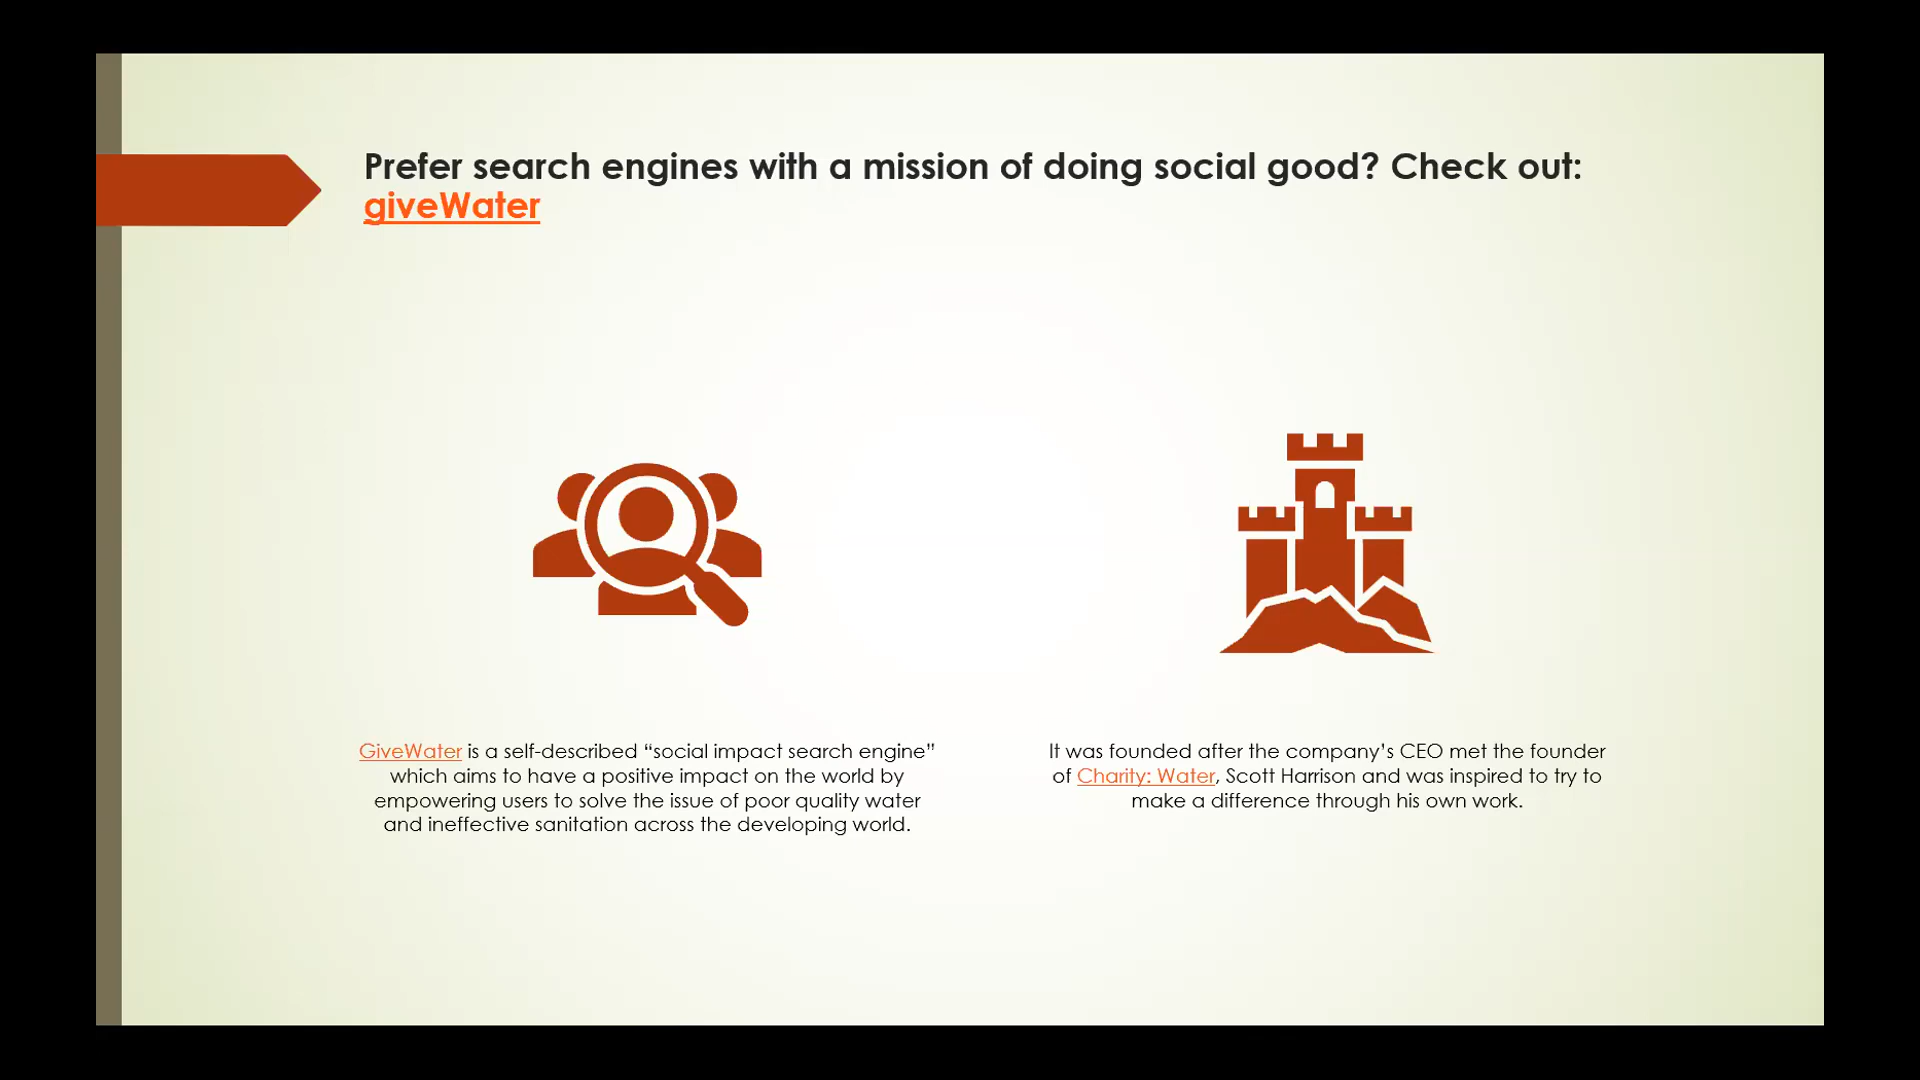 Prefer search engines with a mission of doing social good? Check out:
giveWater
GiveWater is a self-described “social impact search engine”
which aims to have a positive impact on the world by
empowering users to solve the issue of poor quality water
and ineffective sanitation across the developing world.
It was founded after the company’s CEO met the founder
of Charity: Water, Scott Harrison and was inspired to try to
make a difference through his own work.